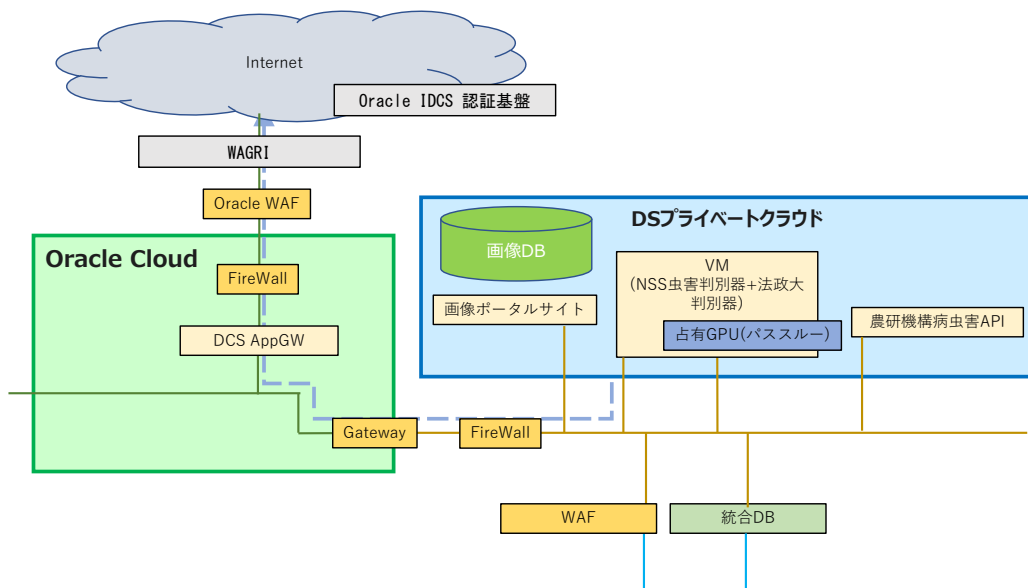 Internet
Oracle IDCS 認証基盤
WAGRI
Oracle WAF
Oracle Cloud
FireWall
DCS AppGW
Gateway
FireWall
DSプライベートクラウド
画像DB
画像ポータルサイト
VM
(NSS虫害判別器+法政大
判別器)
占有GPU(パススルー)
農研機構病虫害API
WAF
統合DB